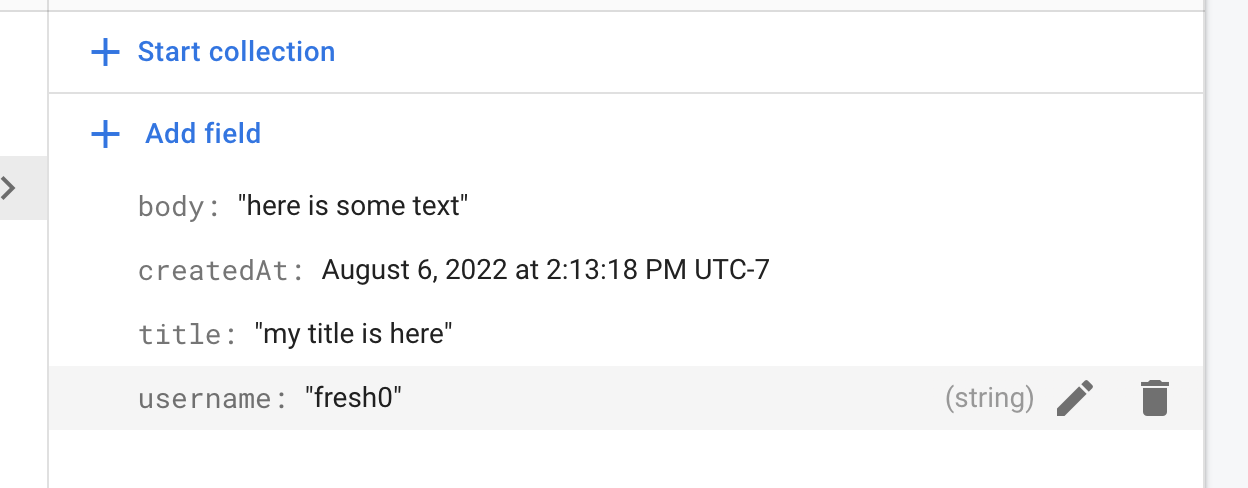 Start collection
Add field
body: "here is some text"
createdAt: August 6, 2022 at 2:13:18 PM UTC-7
title: "my title is here"
username: "fresh0" (string)